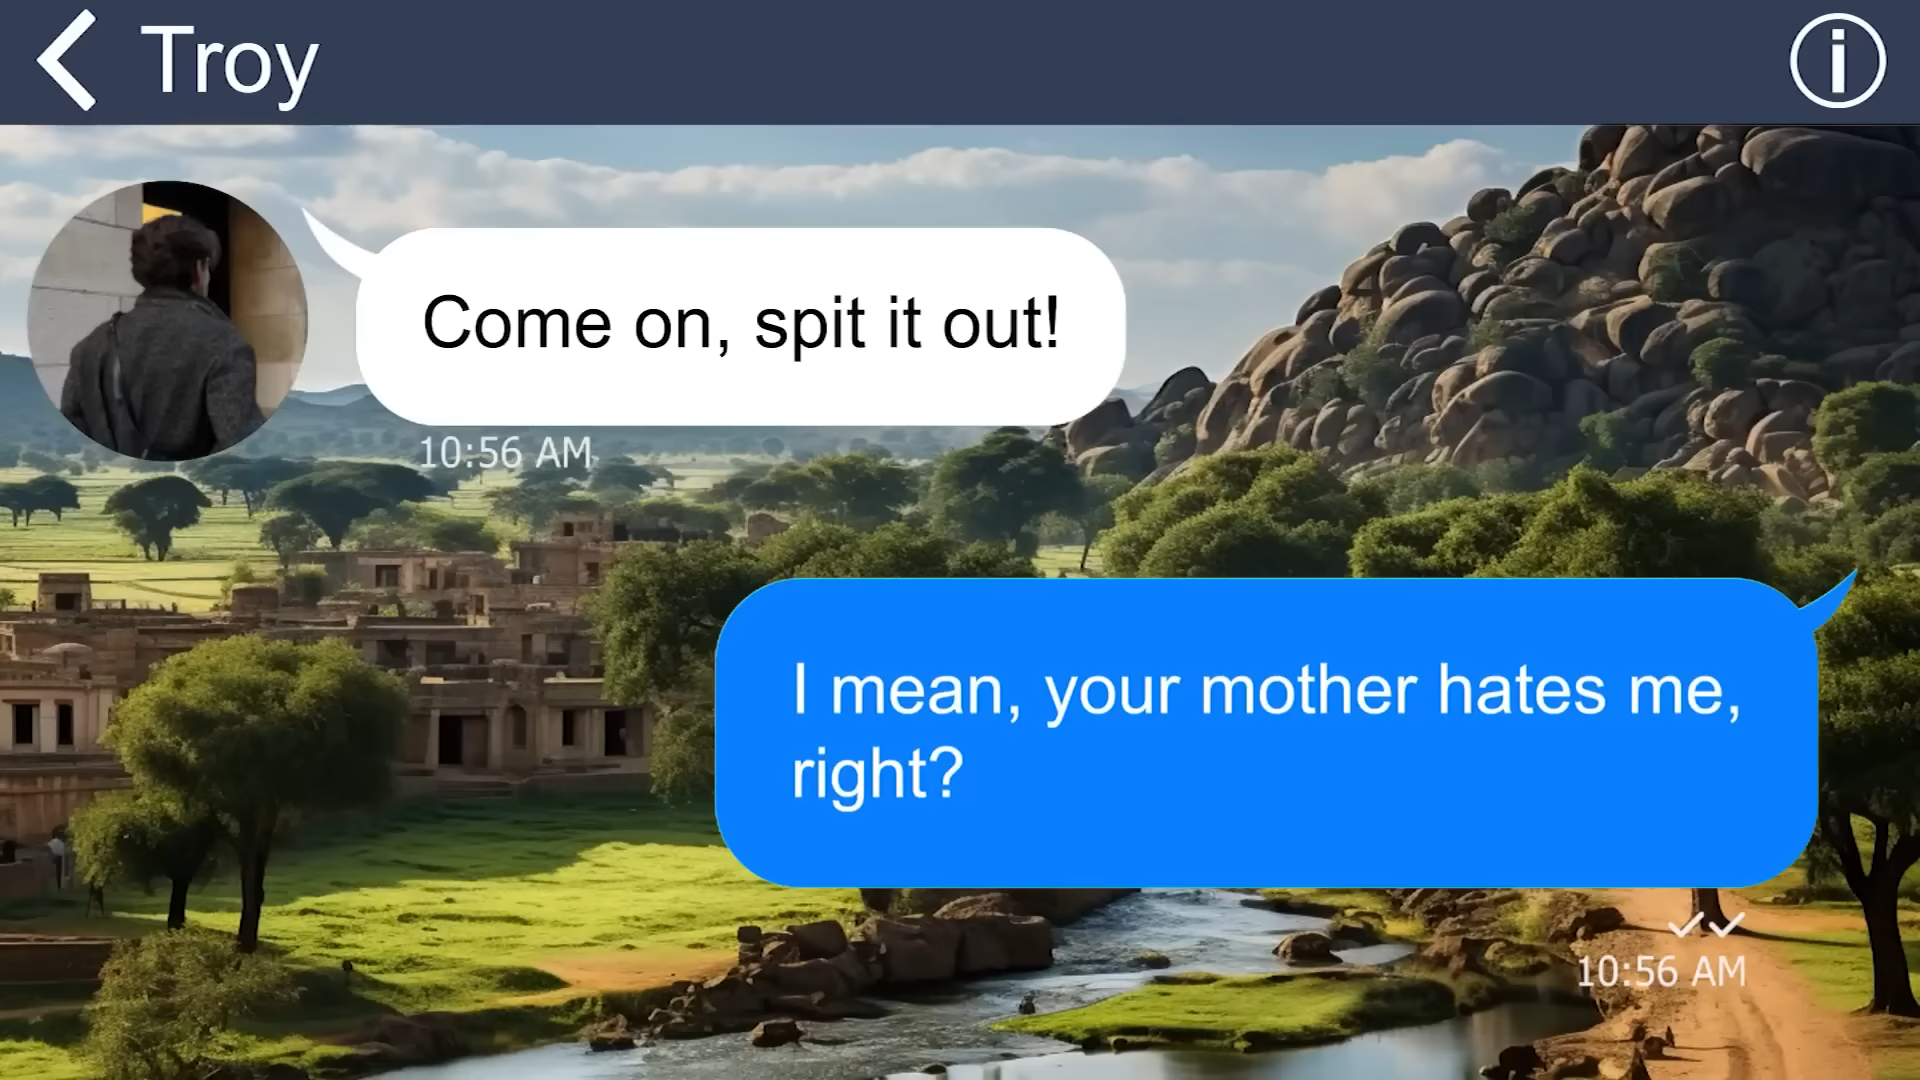 Troy
Come on, spit it out!
10:56 AM
I mean, your mother hates me,
right?
10:56 AM